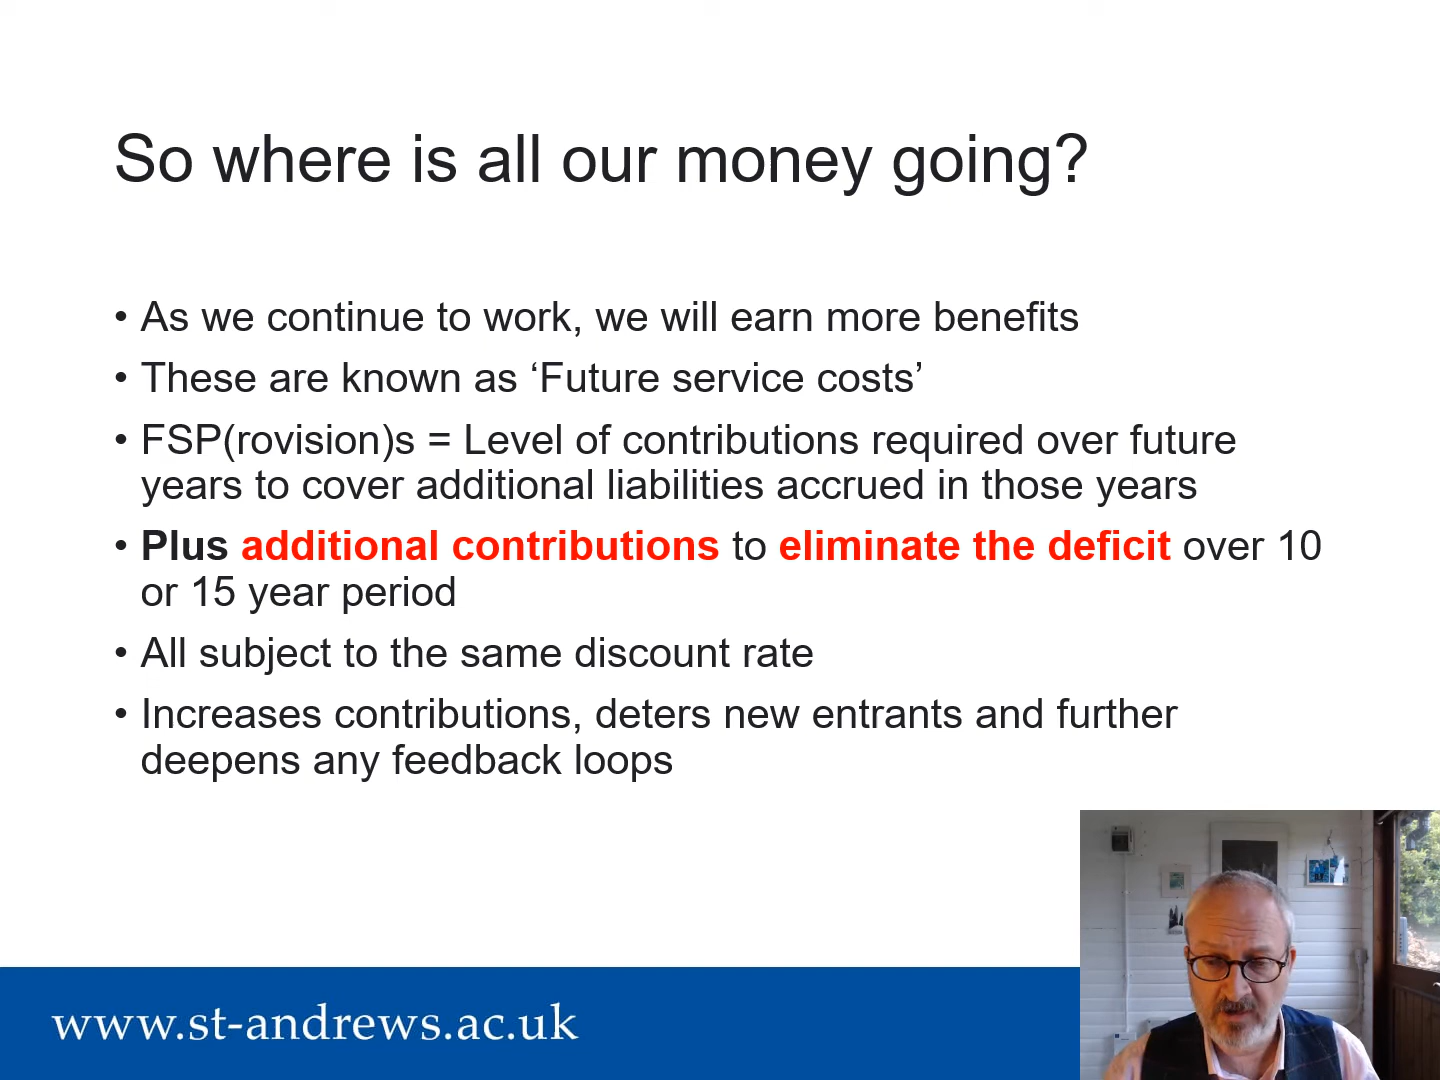 So where is all our money going?
• As we continue to work, we will earn more benefits
• These are known as ‘Future service costs’
• FSP(rovision)s = Level of contributions required over future
years to cover additional liabilities accrued in those years
• Plus additional contributions to eliminate the deficit over 10
or 15 year period
• All subject to the same discount rate
• Increases contributions, deters new entrants and further
deepens any feedback loops
www.st-andrews.ac.uk